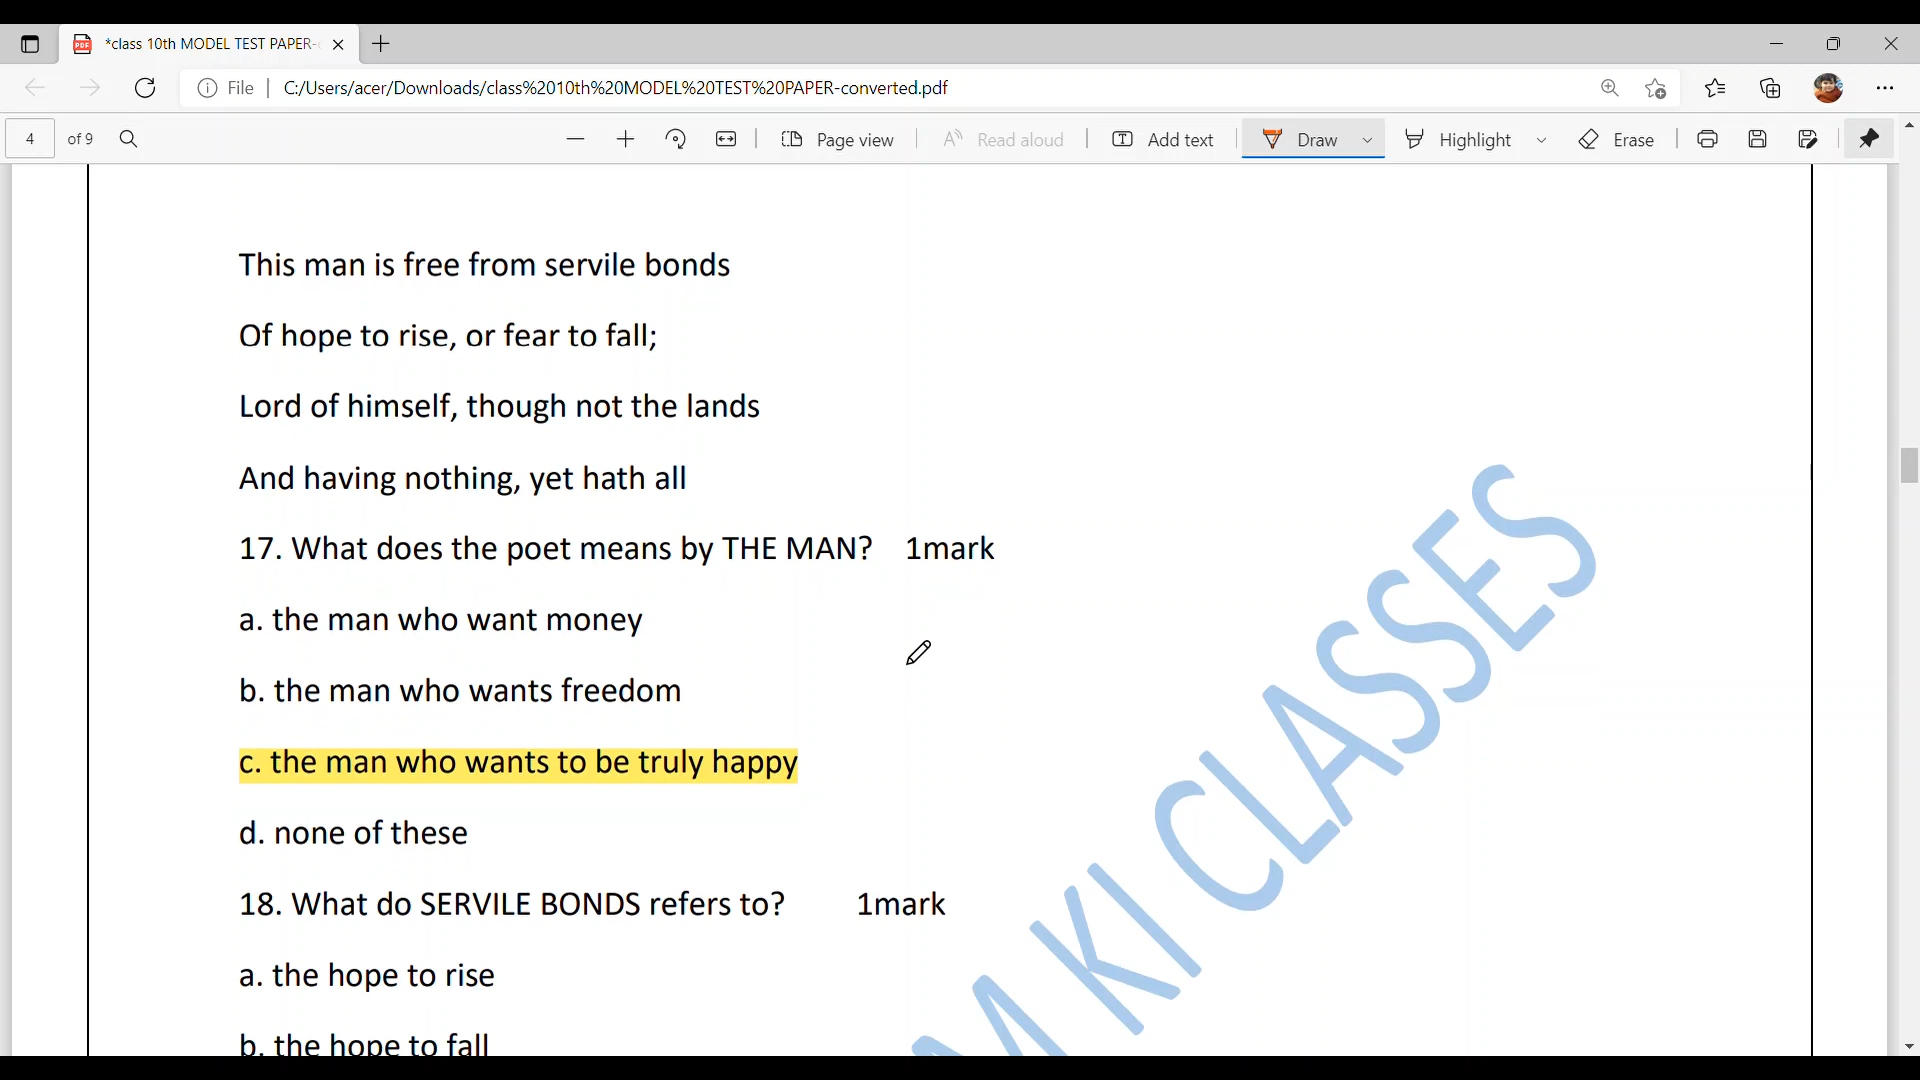 *class 10th MODEL TEST PAPER-
File
C:/Users/acer/Downloads/class%2010th%20MODEL%20TEST%20PAPER-converted.pdf
4 of 9
Page view
Read aloud
Add text
Draw
Highlight
Erase
This man is free from servile bonds
Of hope to rise, or fear to fall;
Lord of himself, though not the lands
And having nothing, yet hath all
17. What does the poet means by THE MAN? 1mark
a. the man who want money
b. the man who wants freedom
c. the man who wants to be truly happy
d. none of these
18. What do SERVILE BONDS refers to? 1mark
a. the hope to rise
b. the hope to fall
M KI CLASSES